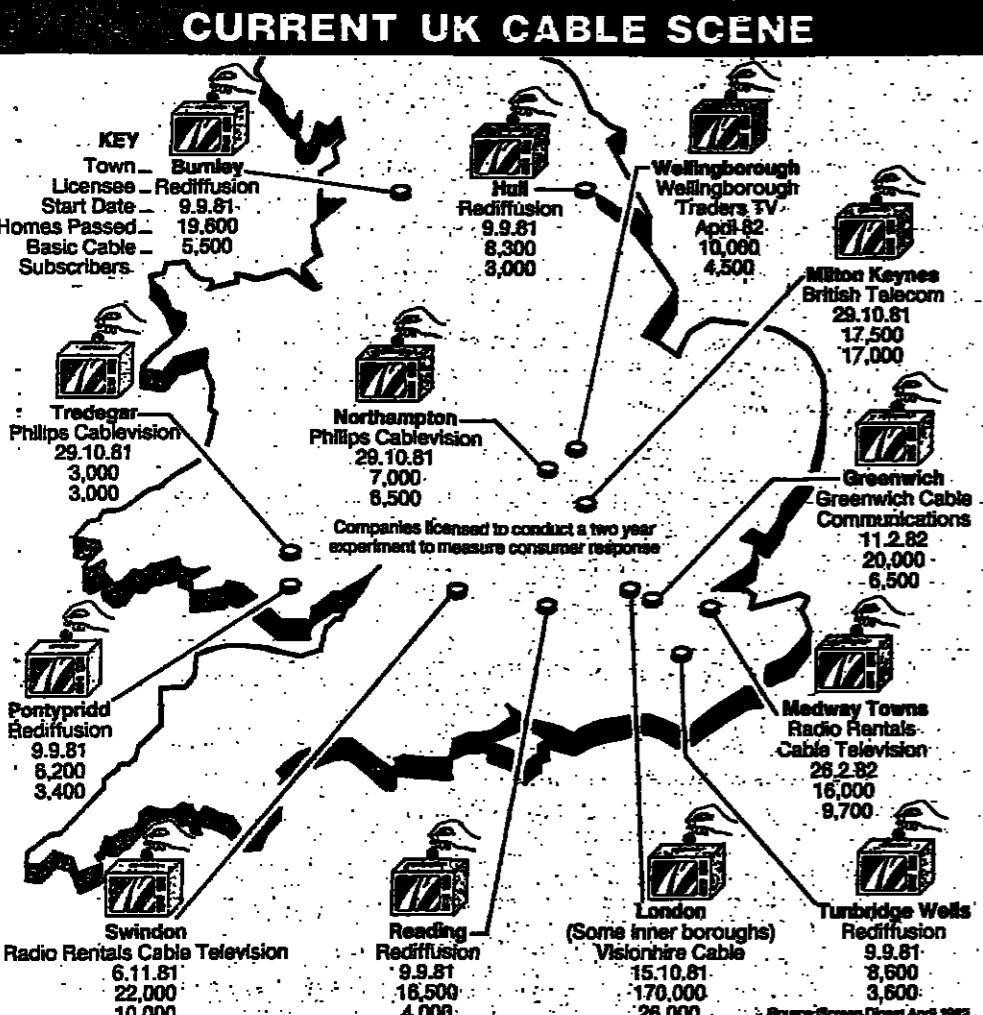 CURRENT UK CABLE SCENE
KEY
Town
Licensee
Start Date
Homes Passed
Basic Cable
Subscribers
Burnley
Rediffusion
9.9.81
19,600
5,500
Hull
Rediffusion
9.9.81
8,300
3,000
Wellingborough
Wellingborough
Traders TV
April 82
10,000
4,500
Milton Keynes
British Telecom
29.10.81
17,500
17,000
Tredegar
Philips Cablevision
29.10.81
3,000
3,000
Northampton
Philips Cablevision
29.10.81
7,000
6,500
Greenwich
Greenwich Cable
Communications
11.2.82
20,000
6,500
Companies licensed to conduct a two year
experiment to measure consumer response
Pontypridd
Rediffusion
9.9.81
6,200
3,400
Medway Towns
Radio Rentals
Cable Television
26.2.82
16,000
9,700
Swindon
Radio Rentals Cable Television
6.11.81
22,000
10,000
Reading
Rediffusion
9.9.81
16,500
4,000
London
(Some inner boroughs)
Visionhire Cable
15.10.81
170,000
26,000
Tunbridge Wells
Rediffusion
9.9.81
8,600
3,600
Source: Screen Digest April 1982